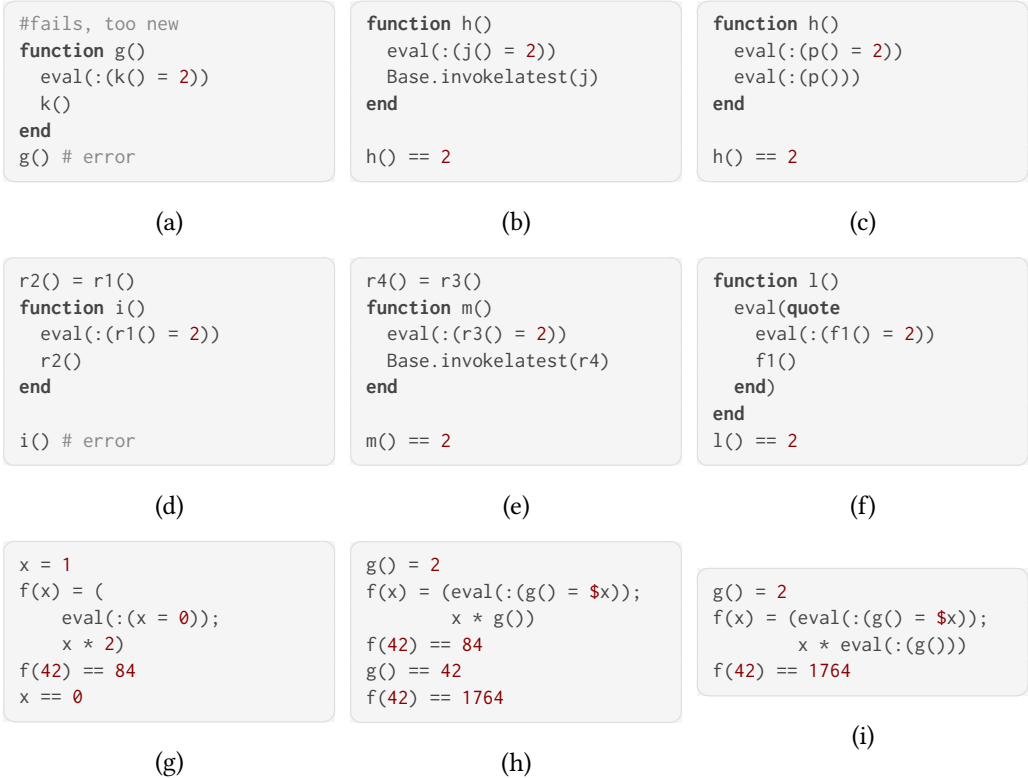 #fails, too new
function g()
  eval(:(k() = 2))
  k()
end
g() # error
(a)
function h()
  eval(:(j() = 2))
  Base.invokelatest(j)
end

h() == 2
(b)
function h()
  eval(:(p() = 2))
  eval(:(p()))
end

h() == 2
(c)
r2() = r1()
function i()
  eval(:(r1() = 2))
  r2()
end

i() # error
(d)
r4() = r3()
function m()
  eval(:(r3() = 2))
  Base.invokelatest(r4)
end

m() == 2
(e)
function l()
  eval(quote
    eval(:(f1() = 2))
    f1()
  end)
end
l() == 2
(f)
x = 1
f(x) = (
    eval(:(x = 0));
    x * 2)
f(42) == 84
x == 0
(g)
g() = 2
f(x) = (eval(:(g() = $x));
        x * g())
f(42) == 84
g() == 42
f(42) == 1764
(h)
g() = 2
f(x) = (eval(:(g() = $x));
        x * eval(:(g()))
f(42) == 1764
(i)